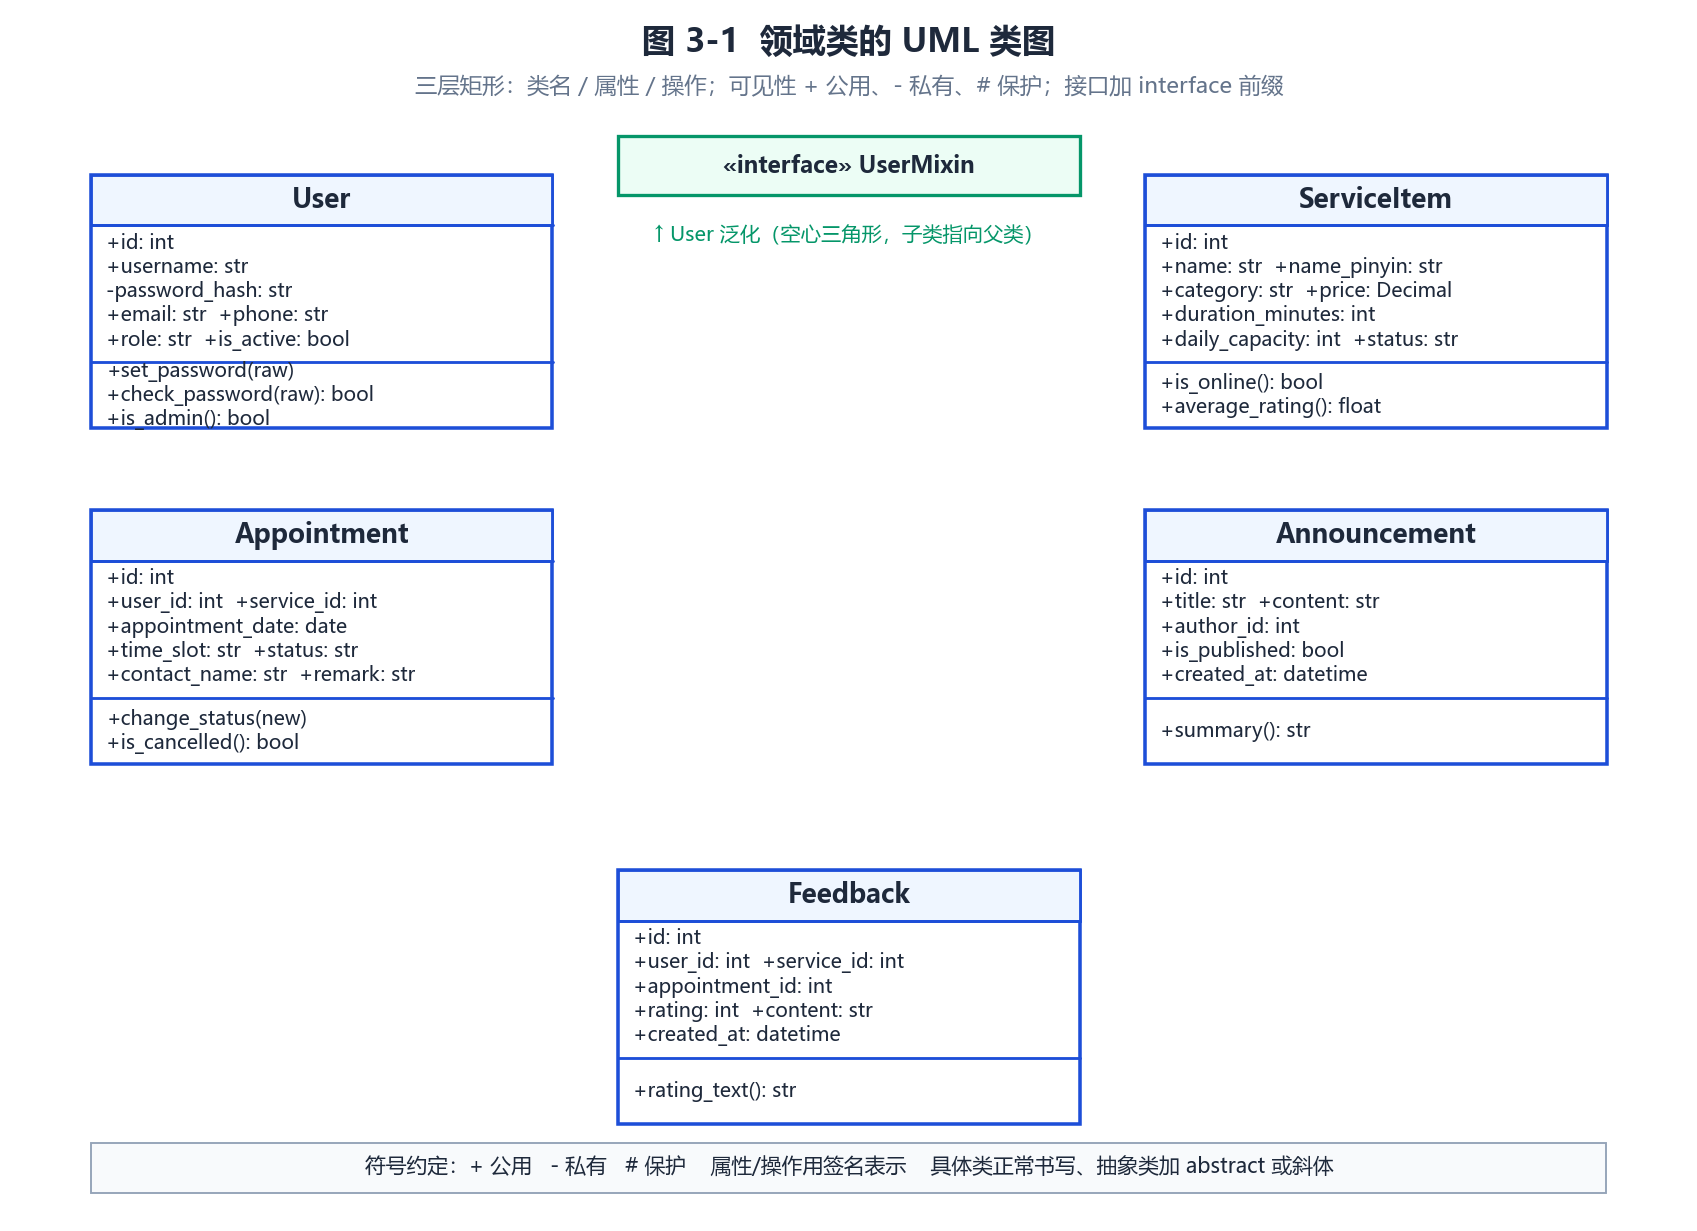 图 3-1 领域类的 UML 类图
三层矩形：类名 / 属性 / 操作；可见性 + 公用、- 私有、# 保护；接口加 interface 前缀
«interface» UserMixin
↑ User 泛化（空心三角形，子类指向父类）
User
+id: int
+username: str
-password_hash: str
+email: str +phone: str
+role: str +is_active: bool
+set_password(raw)
+check_password(raw): bool
+is_admin(): bool
ServiceItem
+id: int
+name: str +name_pinyin: str
+category: str +price: Decimal
+duration_minutes: int
+daily_capacity: int +status: str
+is_online(): bool
+average_rating(): float
Appointment
+id: int
+user_id: int +service_id: int
+appointment_date: date
+time_slot: str +status: str
+contact_name: str +remark: str
+change_status(new)
+is_cancelled(): bool
Announcement
+id: int
+title: str +content: str
+author_id: int
+is_published: bool
+created_at: datetime
+summary(): str
Feedback
+id: int
+user_id: int +service_id: int
+appointment_id: int
+rating: int +content: str
+created_at: datetime
+rating_text(): str
符号约定：+ 公用 - 私有 # 保护 属性/操作用签名表示 具体类正常书写、抽象类加 abstract 或斜体